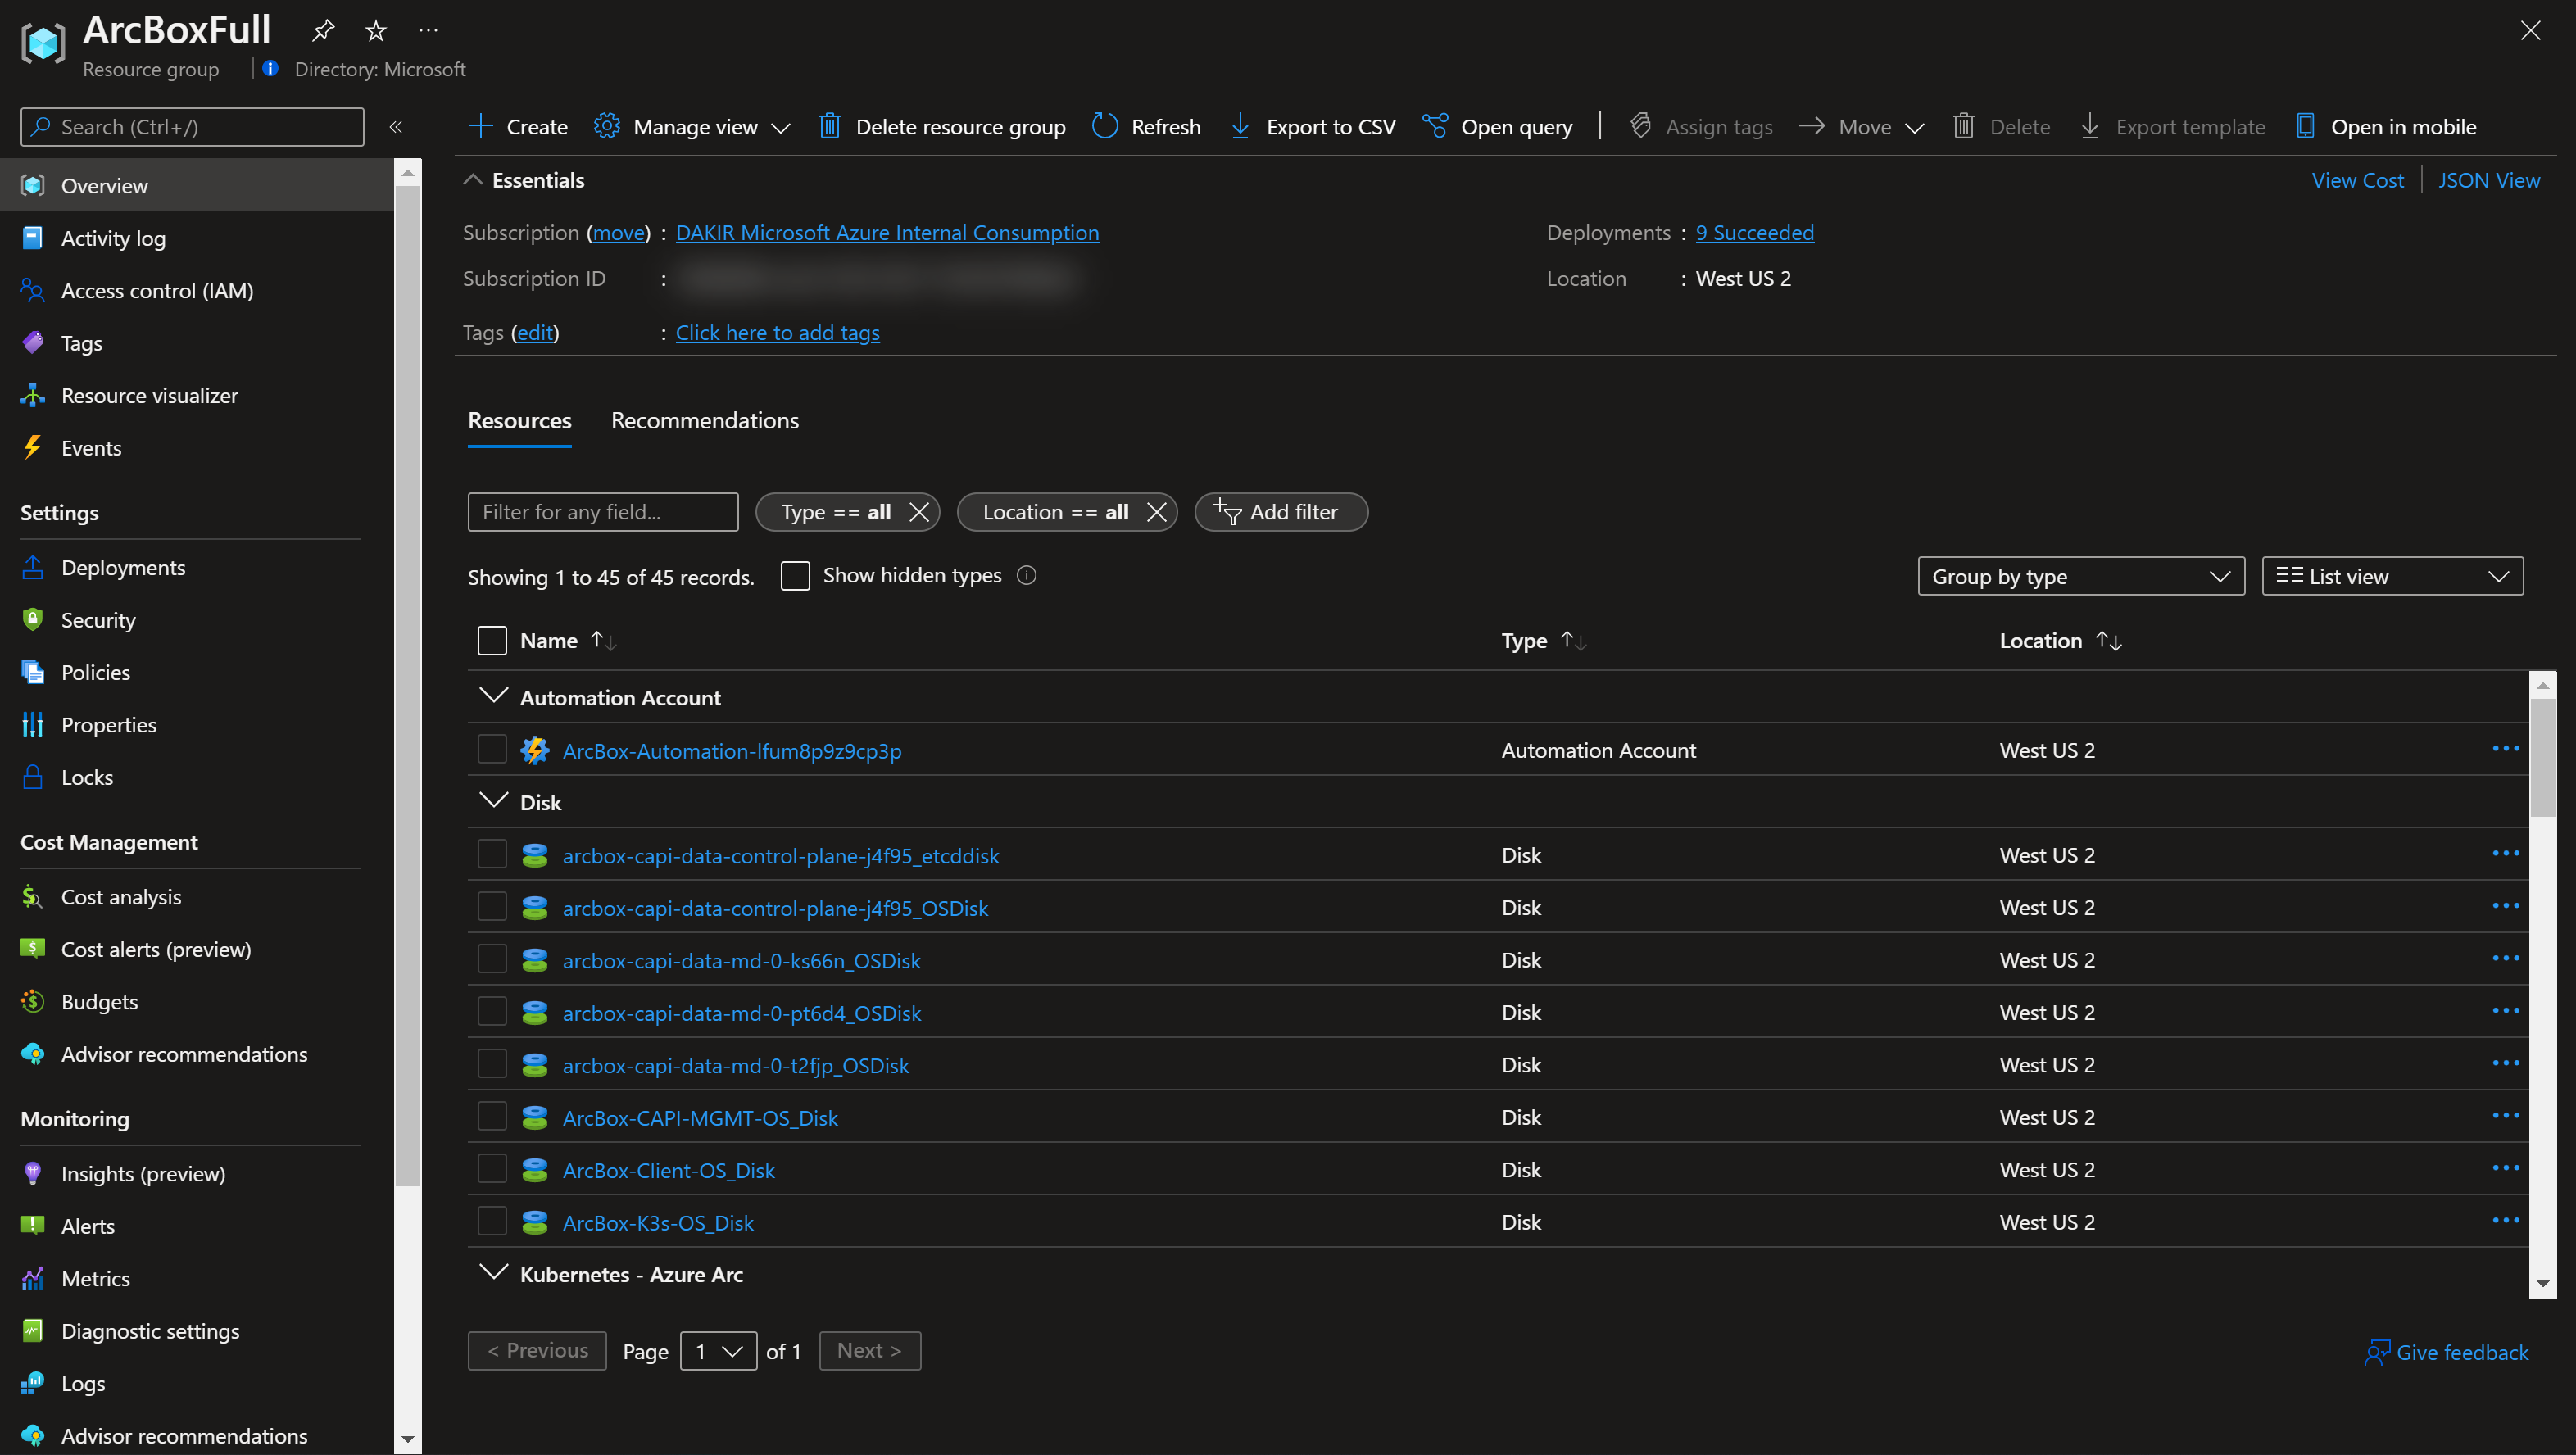 ArcBoxFull
Resource group
Directory: Microsoft
Search (Ctrl+/)
«
Create
Manage view
Delete resource group
Refresh
Export to CSV
Open query
Assign tags
Move
Delete
Export template
Open in mobile
Overview
Activity log
Access control (IAM)
Tags
Resource visualizer
Events
Settings
Deployments
Security
Policies
Properties
Locks
Cost Management
Cost analysis
Cost alerts (preview)
Budgets
Advisor recommendations
Monitoring
Insights (preview)
Alerts
Metrics
Diagnostic settings
Logs
Advisor recommendations
Essentials
View Cost
JSON View
Subscription (move) : DAKIR Microsoft Azure Internal Consumption
Deployments : 9 Succeeded
Subscription ID :
Location : West US 2
Tags (edit) : Click here to add tags
Resources
Recommendations
Filter for any field...
Type == all
Location == all
Add filter
Showing 1 to 45 of 45 records.
Show hidden types
Group by type
List view
Name
Type
Location
Automation Account
ArcBox-Automation-lfum8p9z9cp3p Automation Account West US 2
Disk
arcbox-capi-data-control-plane-j4f95_etcddisk Disk West US 2
arcbox-capi-data-control-plane-j4f95_OSDisk Disk West US 2
arcbox-capi-data-md-0-ks66n_OSDisk Disk West US 2
arcbox-capi-data-md-0-pt6d4_OSDisk Disk West US 2
arcbox-capi-data-md-0-t2fjp_OSDisk Disk West US 2
ArcBox-CAPI-MGMT-OS_Disk Disk West US 2
ArcBox-Client-OS_Disk Disk West US 2
ArcBox-K3s-OS_Disk Disk West US 2
Kubernetes - Azure Arc
< Previous
Page 1 of 1
Next >
Give feedback